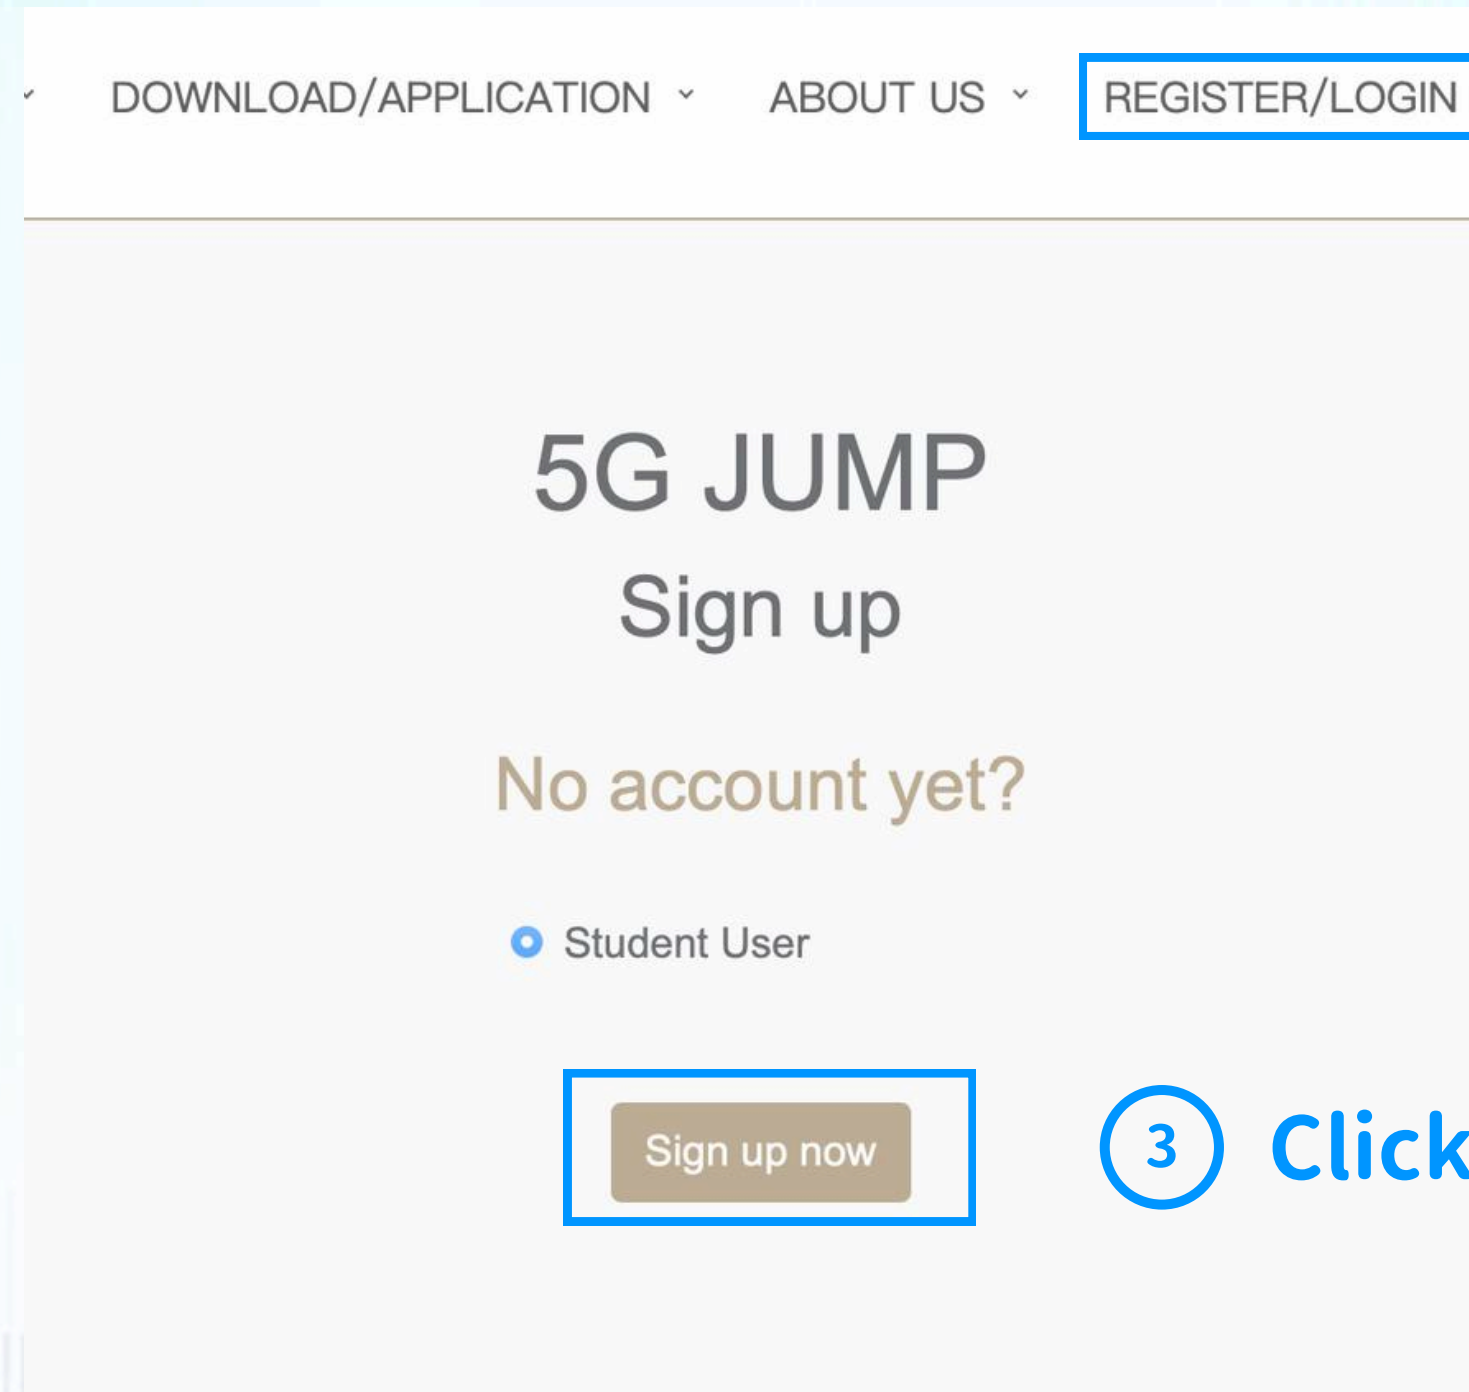 DOWNLOAD/APPLICATION ABOUT US REGISTER/LOGIN
5G JUMP
Sign up
No account yet?
Student User
Sign up now
3 Click